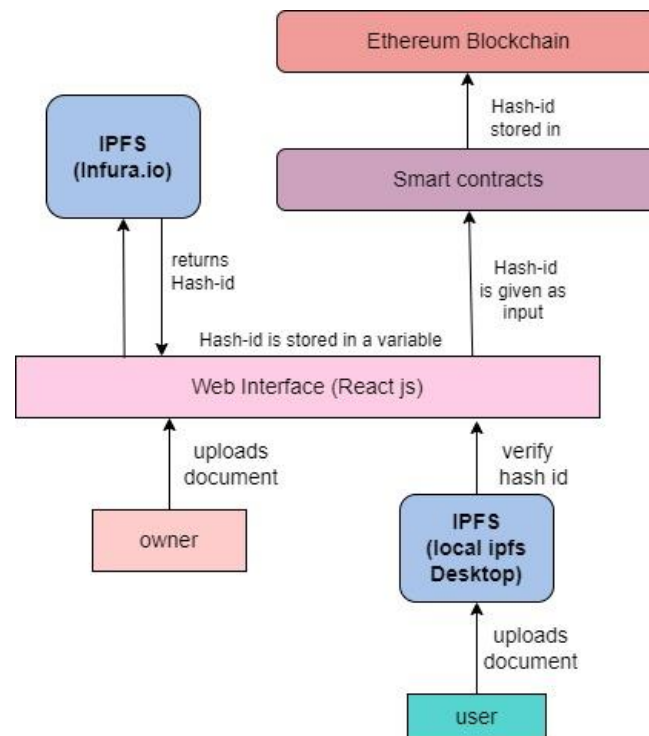 Ethereum Blockchain
Hash-id
stored in
IPFS
(Infura.io)
Smart contracts
returns
Hash-id
Hash-id
is given as
input
Hash-id is stored in a variable
Web Interface (React js)
uploads
document
verify
hash id
owner
IPFS
(local ipfs
Desktop)
uploads
document
user